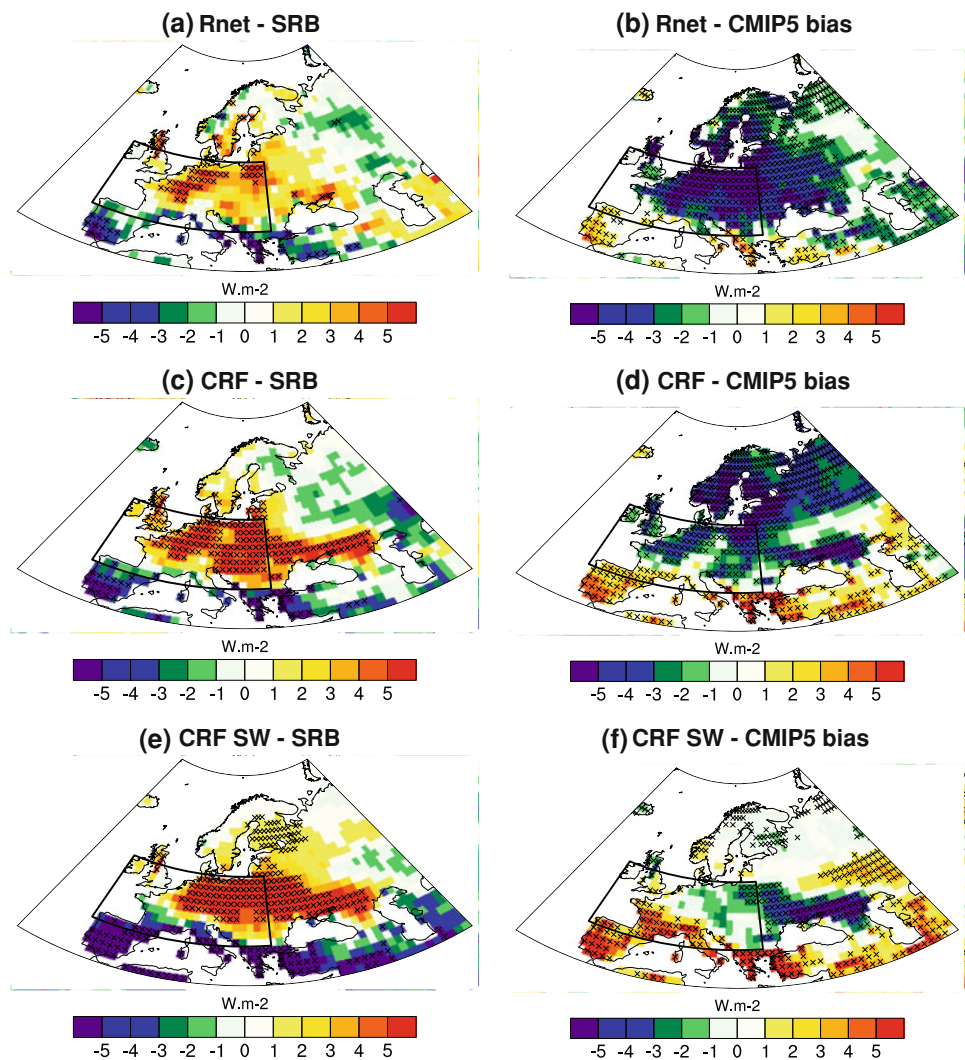 (a) Rnet - SRB
(b) Rnet - CMIP5 bias
W.m-2
-5 -4 -3 -2 -1 0 1 2 3 4 5
W.m-2
-5 -4 -3 -2 -1 0 1 2 3 4 5
(c) CRF - SRB
(d) CRF - CMIP5 bias
W.m-2
-5 -4 -3 -2 -1 0 1 2 3 4 5
W.m-2
-5 -4 -3 -2 -1 0 1 2 3 4 5
(e) CRF SW - SRB
(f) CRF SW - CMIP5 bias
W.m-2
-5 -4 -3 -2 -1 0 1 2 3 4 5
W.m-2
-5 -4 -3 -2 -1 0 1 2 3 4 5